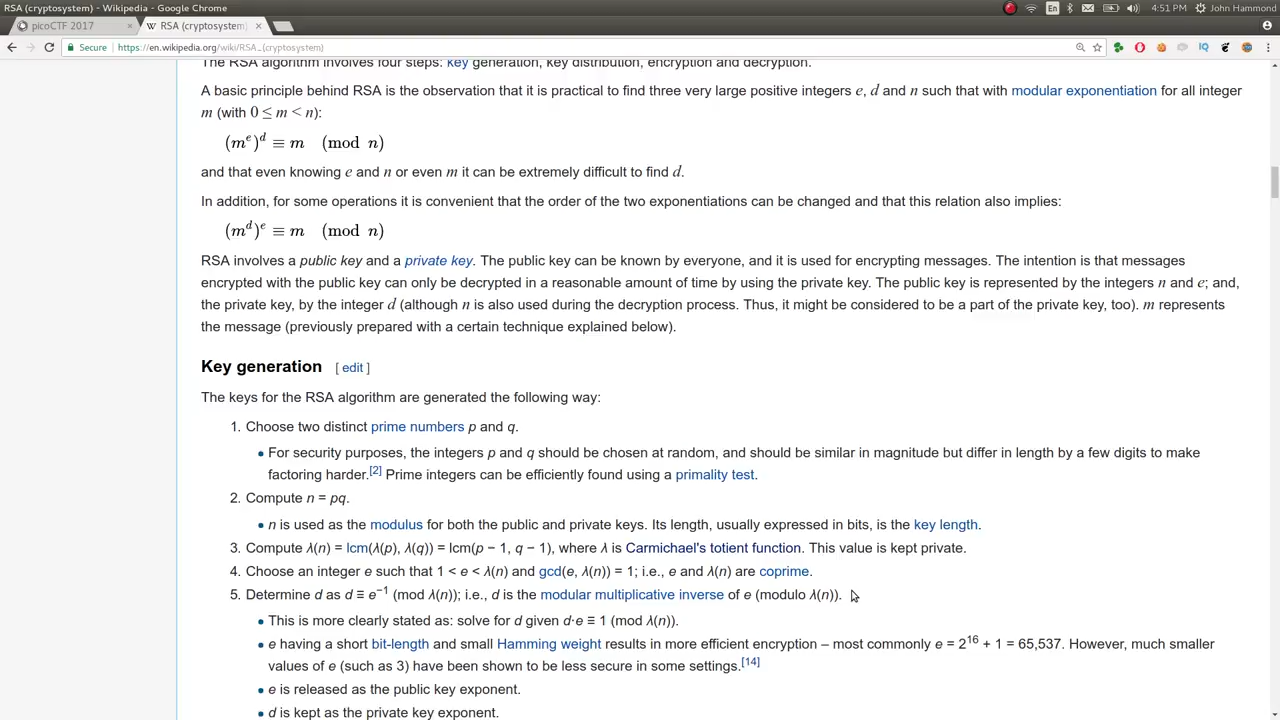 RSA (cryptosystem) - Wikipedia - Google Chrome
En
4:51 PM
John Hammond
picoCTF 2017 ×
W RSA (cryptosystem) ×
Secure https://en.wikipedia.org/wiki/RSA_(cryptosystem)
IQ
The RSA algorithm involves four steps: key generation, key distribution, encryption and decryption.
A basic principle behind RSA is the observation that it is practical to find three very large positive integers e, d and n such that with modular exponentiation for all integer
m (with 0 ≤ m < n):
(mᵉ)ᵈ ≡ m (mod n)
and that even knowing e and n or even m it can be extremely difficult to find d.
In addition, for some operations it is convenient that the order of the two exponentiations can be changed and that this relation also implies:
(mᵈ)ᵉ ≡ m (mod n)
RSA involves a public key and a private key. The public key can be known by everyone, and it is used for encrypting messages. The intention is that messages
encrypted with the public key can only be decrypted in a reasonable amount of time by using the private key. The public key is represented by the integers n and e; and,
the private key, by the integer d (although n is also used during the decryption process. Thus, it might be considered to be a part of the private key, too). m represents
the message (previously prepared with a certain technique explained below).
Key generation [ edit ]
The keys for the RSA algorithm are generated the following way:
1. Choose two distinct prime numbers p and q.
• For security purposes, the integers p and q should be chosen at random, and should be similar in magnitude but differ in length by a few digits to make
factoring harder.[2] Prime integers can be efficiently found using a primality test.
2. Compute n = pq.
• n is used as the modulus for both the public and private keys. Its length, usually expressed in bits, is the key length.
3. Compute λ(n) = lcm(λ(p), λ(q)) = lcm(p − 1, q − 1), where λ is Carmichael's totient function. This value is kept private.
4. Choose an integer e such that 1 < e < λ(n) and gcd(e, λ(n)) = 1; i.e., e and λ(n) are coprime.
5. Determine d as d ≡ e⁻¹ (mod λ(n)); i.e., d is the modular multiplicative inverse of e (modulo λ(n)).
• This is more clearly stated as: solve for d given d⋅e ≡ 1 (mod λ(n)).
• e having a short bit-length and small Hamming weight results in more efficient encryption – most commonly e = 2¹⁶ + 1 = 65,537. However, much smaller
values of e (such as 3) have been shown to be less secure in some settings.[14]
• e is released as the public key exponent.
• d is kept as the private key exponent.